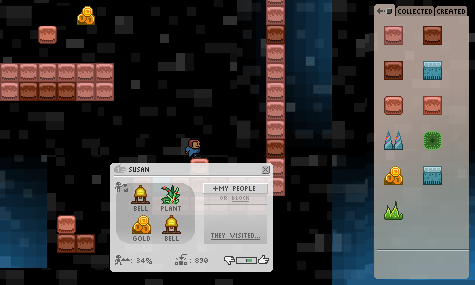 COLLECTED CREATED
SUSAN
BELL PLANT
GOLD BELL
+MY PEOPLE
OR BLOCK
THEY VISITED...
: 34% : 890